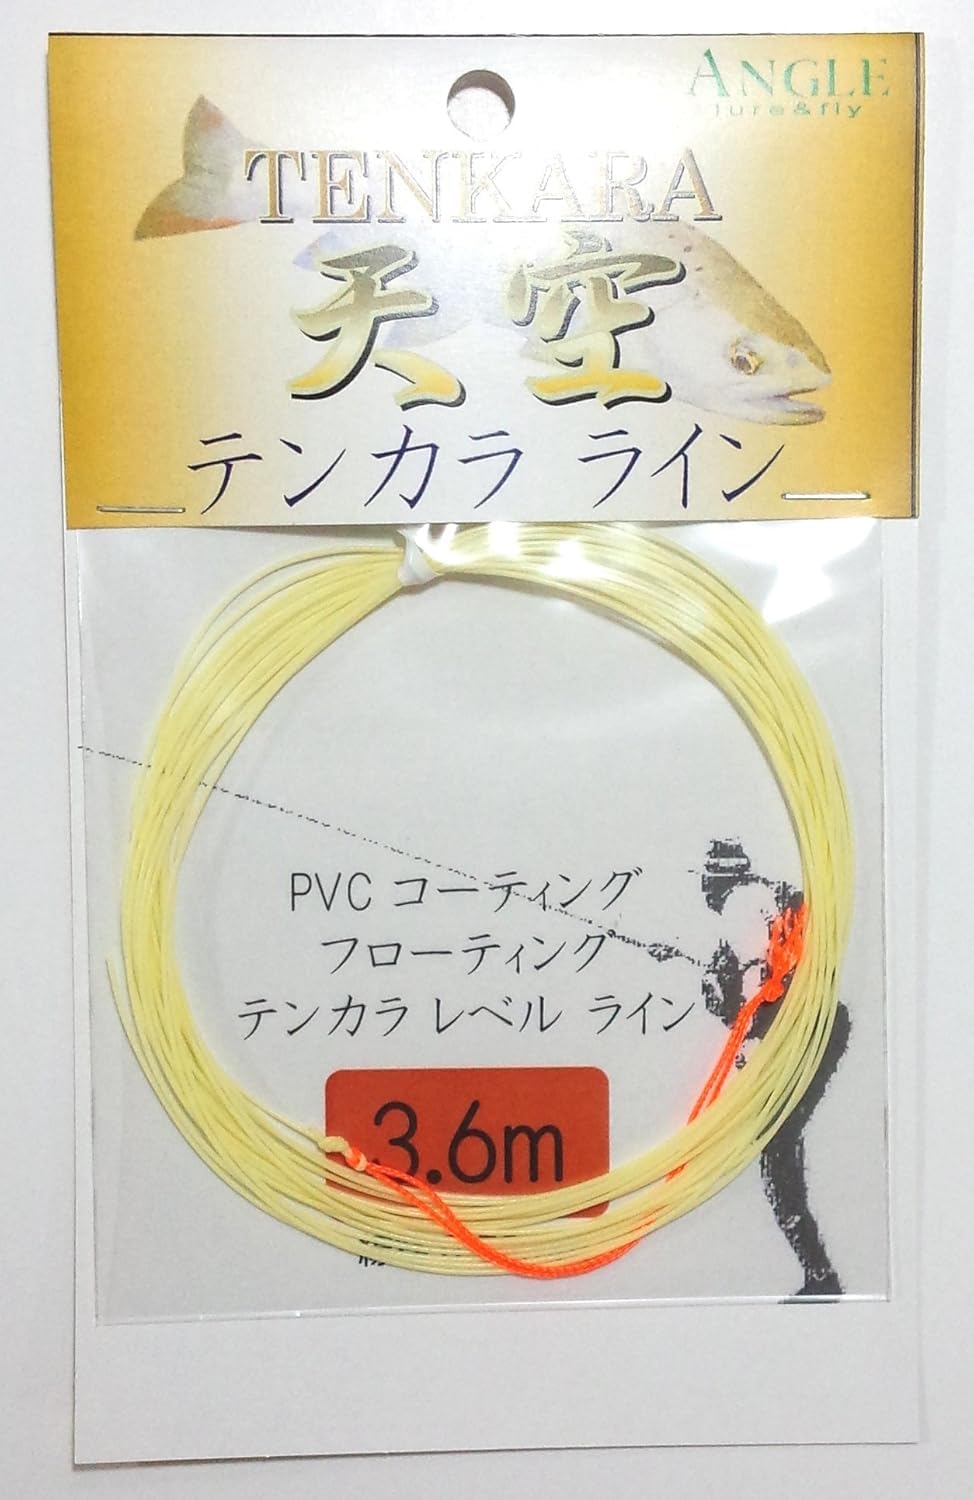 ANGLE
lure&fly
TENKARA
天空
テンカラ ライン
PVC コーティング
フローティング
テンカラ レベル ライン
3.6m